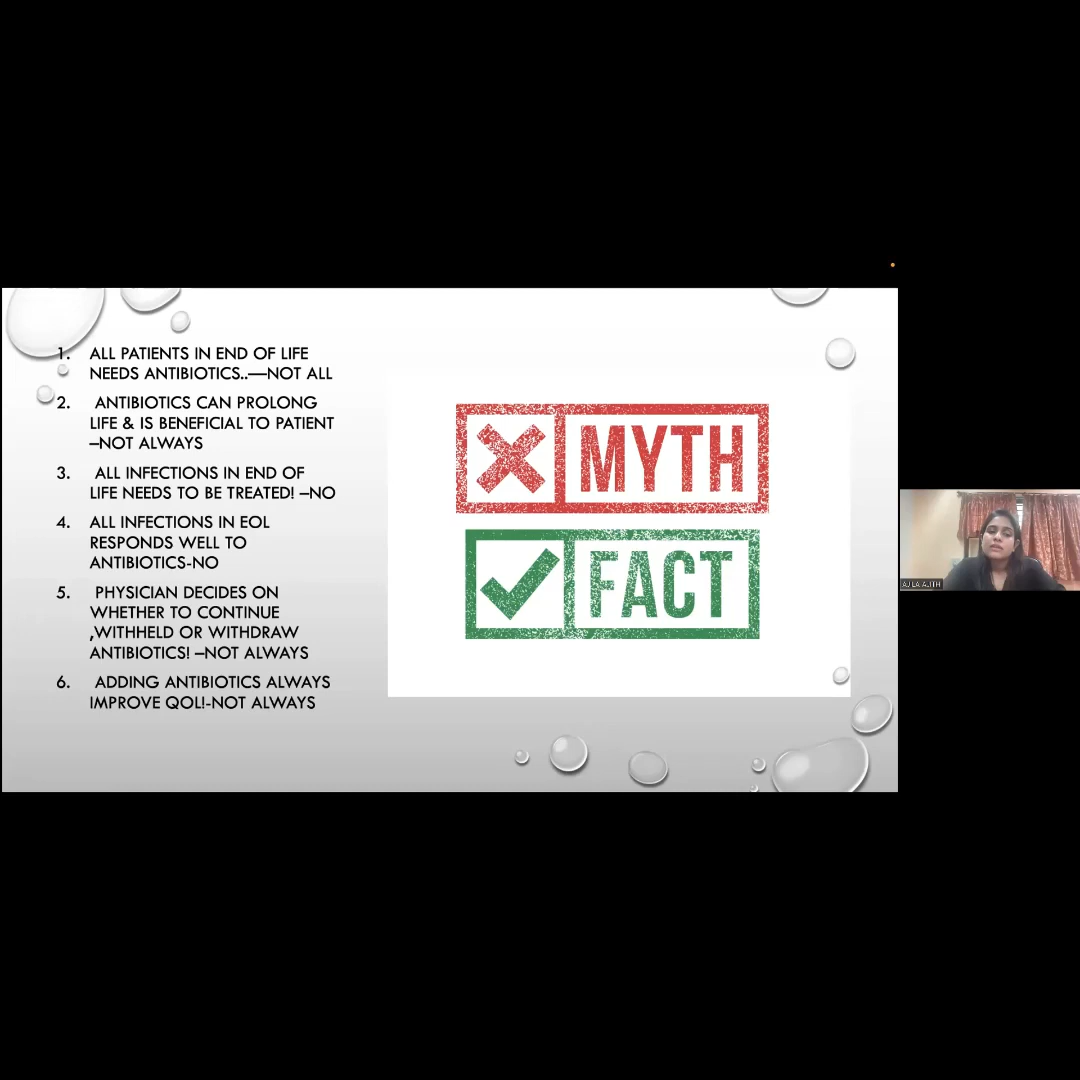 1. ALL PATIENTS IN END OF LIFE
NEEDS ANTIBIOTICS..—NOT ALL
2. ANTIBIOTICS CAN PROLONG
LIFE & IS BENEFICIAL TO PATIENT
–NOT ALWAYS
3. ALL INFECTIONS IN END OF
LIFE NEEDS TO BE TREATED! –NO
4. ALL INFECTIONS IN EOL
RESPONDS WELL TO
ANTIBIOTICS-NO
5. PHYSICIAN DECIDES ON
WHETHER TO CONTINUE
,WITHHELD OR WITHDRAW
ANTIBIOTICS! –NOT ALWAYS
6. ADDING ANTIBIOTICS ALWAYS
IMPROVE QOL!-NOT ALWAYS
MYTH
FACT
AJLA AJITH